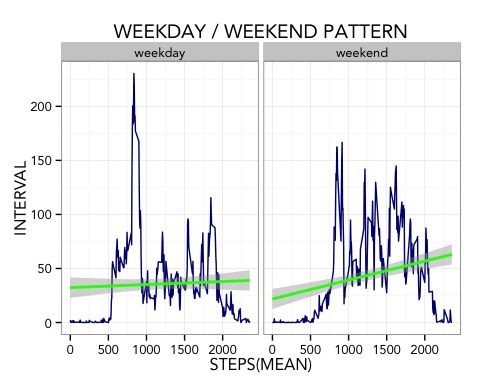 WEEKDAY / WEEKEND PATTERN
weekday
weekend
INTERVAL
200
150
100
50
0
0 500 1000 1500 2000
0 500 1000 1500 2000
STEPS(MEAN)